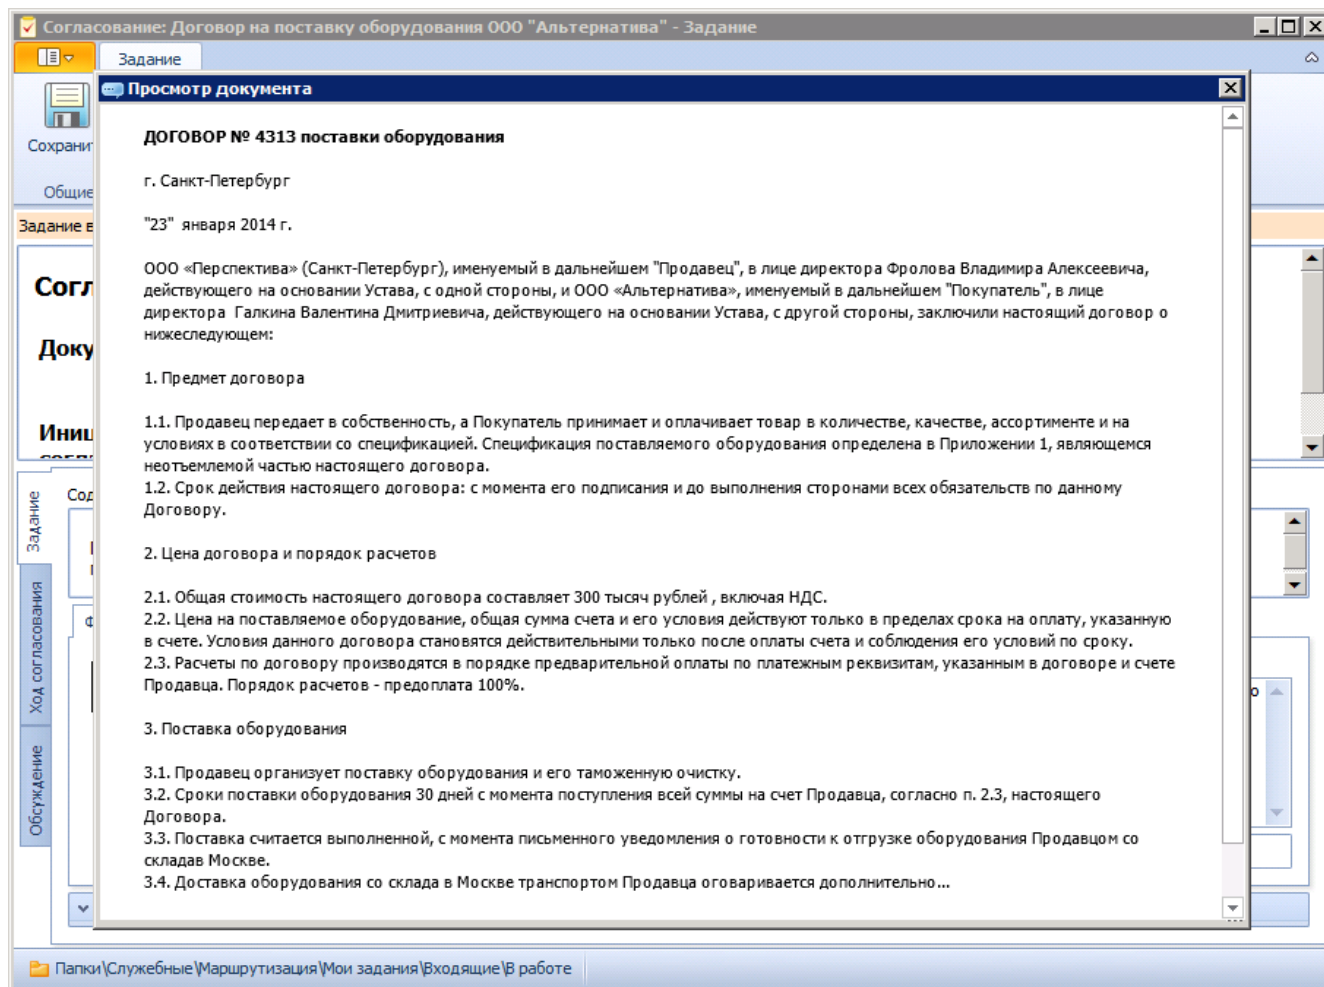 Согласование: Договор на поставку оборудования ООО "Альтернатива" - Задание
Задание
Просмотр документа
Общие
ДОГОВОР № 4313 поставки оборудования
г. Санкт-Петербург
"23" января 2014 г.
ООО «Перспектива» (Санкт-Петербург), именуемый в дальнейшем "Продавец", в лице директора Фролова Владимира Алексеевича,
действующего на основании Устава, с одной стороны, и ООО «Альтернатива», именуемый в дальнейшем "Покупатель", в лице
директора Галкина Валентина Дмитриевича, действующего на основании Устава, с другой стороны, заключили настоящий договор о
нижеследующем:
1. Предмет договора
1.1. Продавец передает в собственность, а Покупатель принимает и оплачивает товар в количестве, качестве, ассортименте и на
условиях в соответствии со спецификацией. Спецификация поставляемого оборудования определена в Приложении 1, являющемся
неотъемлемой частью настоящего договора.
1.2. Срок действия настоящего договора: с момента его подписания и до выполнения сторонами всех обязательств по данному
Договору.
2. Цена договора и порядок расчетов
2.1. Общая стоимость настоящего договора составляет 300 тысяч рублей , включая НДС.
2.2. Цена на поставляемое оборудование, общая сумма счета и его условия действуют только в пределах срока на оплату, указанную
в счете. Условия данного договора становятся действительными только после оплаты счета и соблюдения его условий по сроку.
2.3. Расчеты по договору производятся в порядке предварительной оплаты по платежным реквизитам, указанным в договоре и счете
Продавца. Порядок расчетов - предоплата 100%.
3. Поставка оборудования
3.1. Продавец организует поставку оборудования и его таможенную очистку.
3.2. Сроки поставки оборудования 30 дней с момента поступления всей суммы на счет Продавца, согласно п. 2.3, настоящего
Договора.
3.3. Поставка считается выполненной, с момента письменного уведомления о готовности к отгрузке оборудования Продавцом со
складав Москве.
3.4. Доставка оборудования со склада в Москве транспортом Продавца оговаривается дополнительно...
Задание в
Задание
Ход согласования
Обсуждение
Папки\Служебные\Маршрутизация\Мои задания\Входящие\В работе